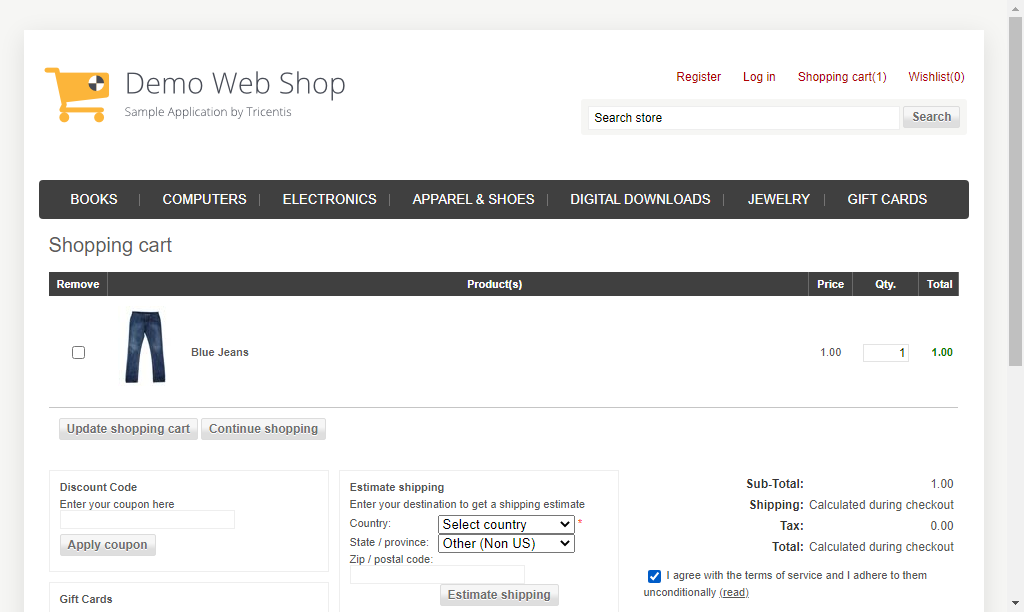 Demo Web Shop
Sample Application by Tricentis
Register Log in Shopping cart(1) Wishlist(0)
Search store Search
BOOKS COMPUTERS ELECTRONICS APPAREL & SHOES DIGITAL DOWNLOADS JEWELRY GIFT CARDS
Shopping cart
Remove Product(s) Price Qty. Total
Blue Jeans 1.00 1 1.00
Update shopping cart Continue shopping
Discount Code
Enter your coupon here
Apply coupon
Gift Cards
Estimate shipping
Enter your destination to get a shipping estimate
Country: Select country *
State / province: Other (Non US)
Zip / postal code:
Estimate shipping
Sub-Total: 1.00
Shipping: Calculated during checkout
Tax: 0.00
Total: Calculated during checkout
I agree with the terms of service and I adhere to them
unconditionally (read)